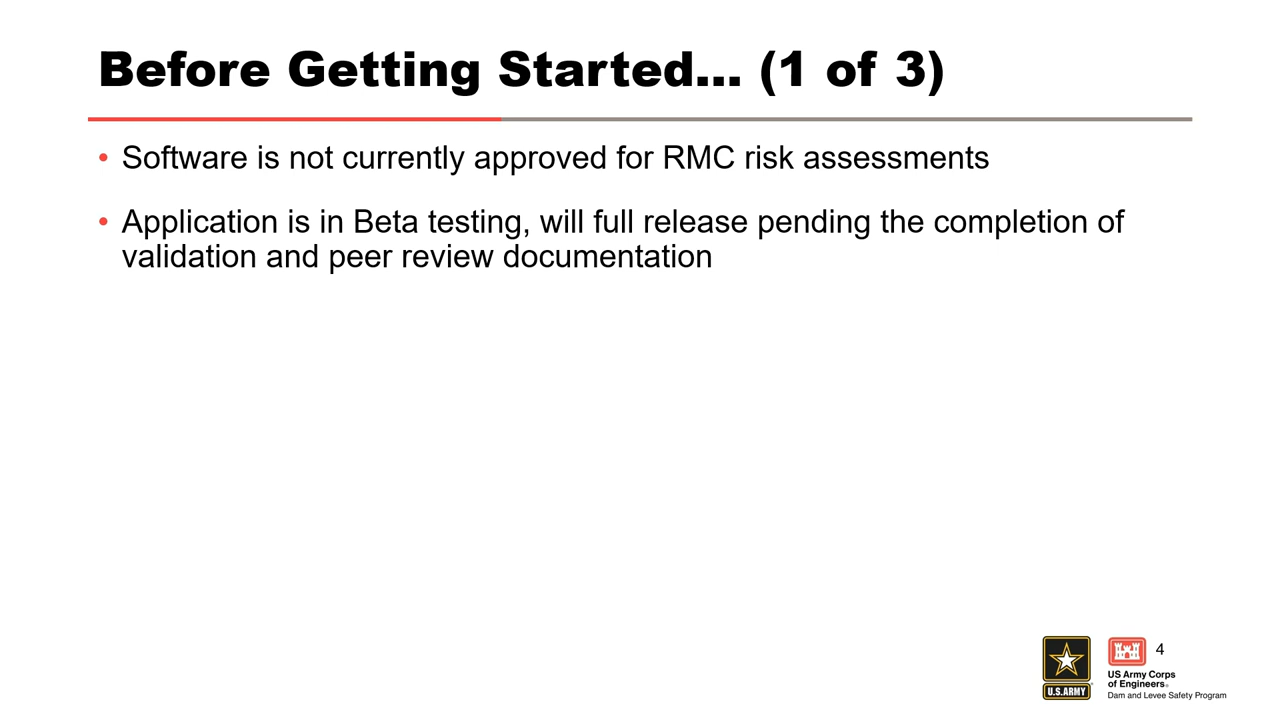 Before Getting Started... (1 of 3)
• Software is not currently approved for RMC risk assessments
• Application is in Beta testing, will full release pending the completion of
validation and peer review documentation
4
U.S.ARMY
US Army Corps
of Engineers®
Dam and Levee Safety Program